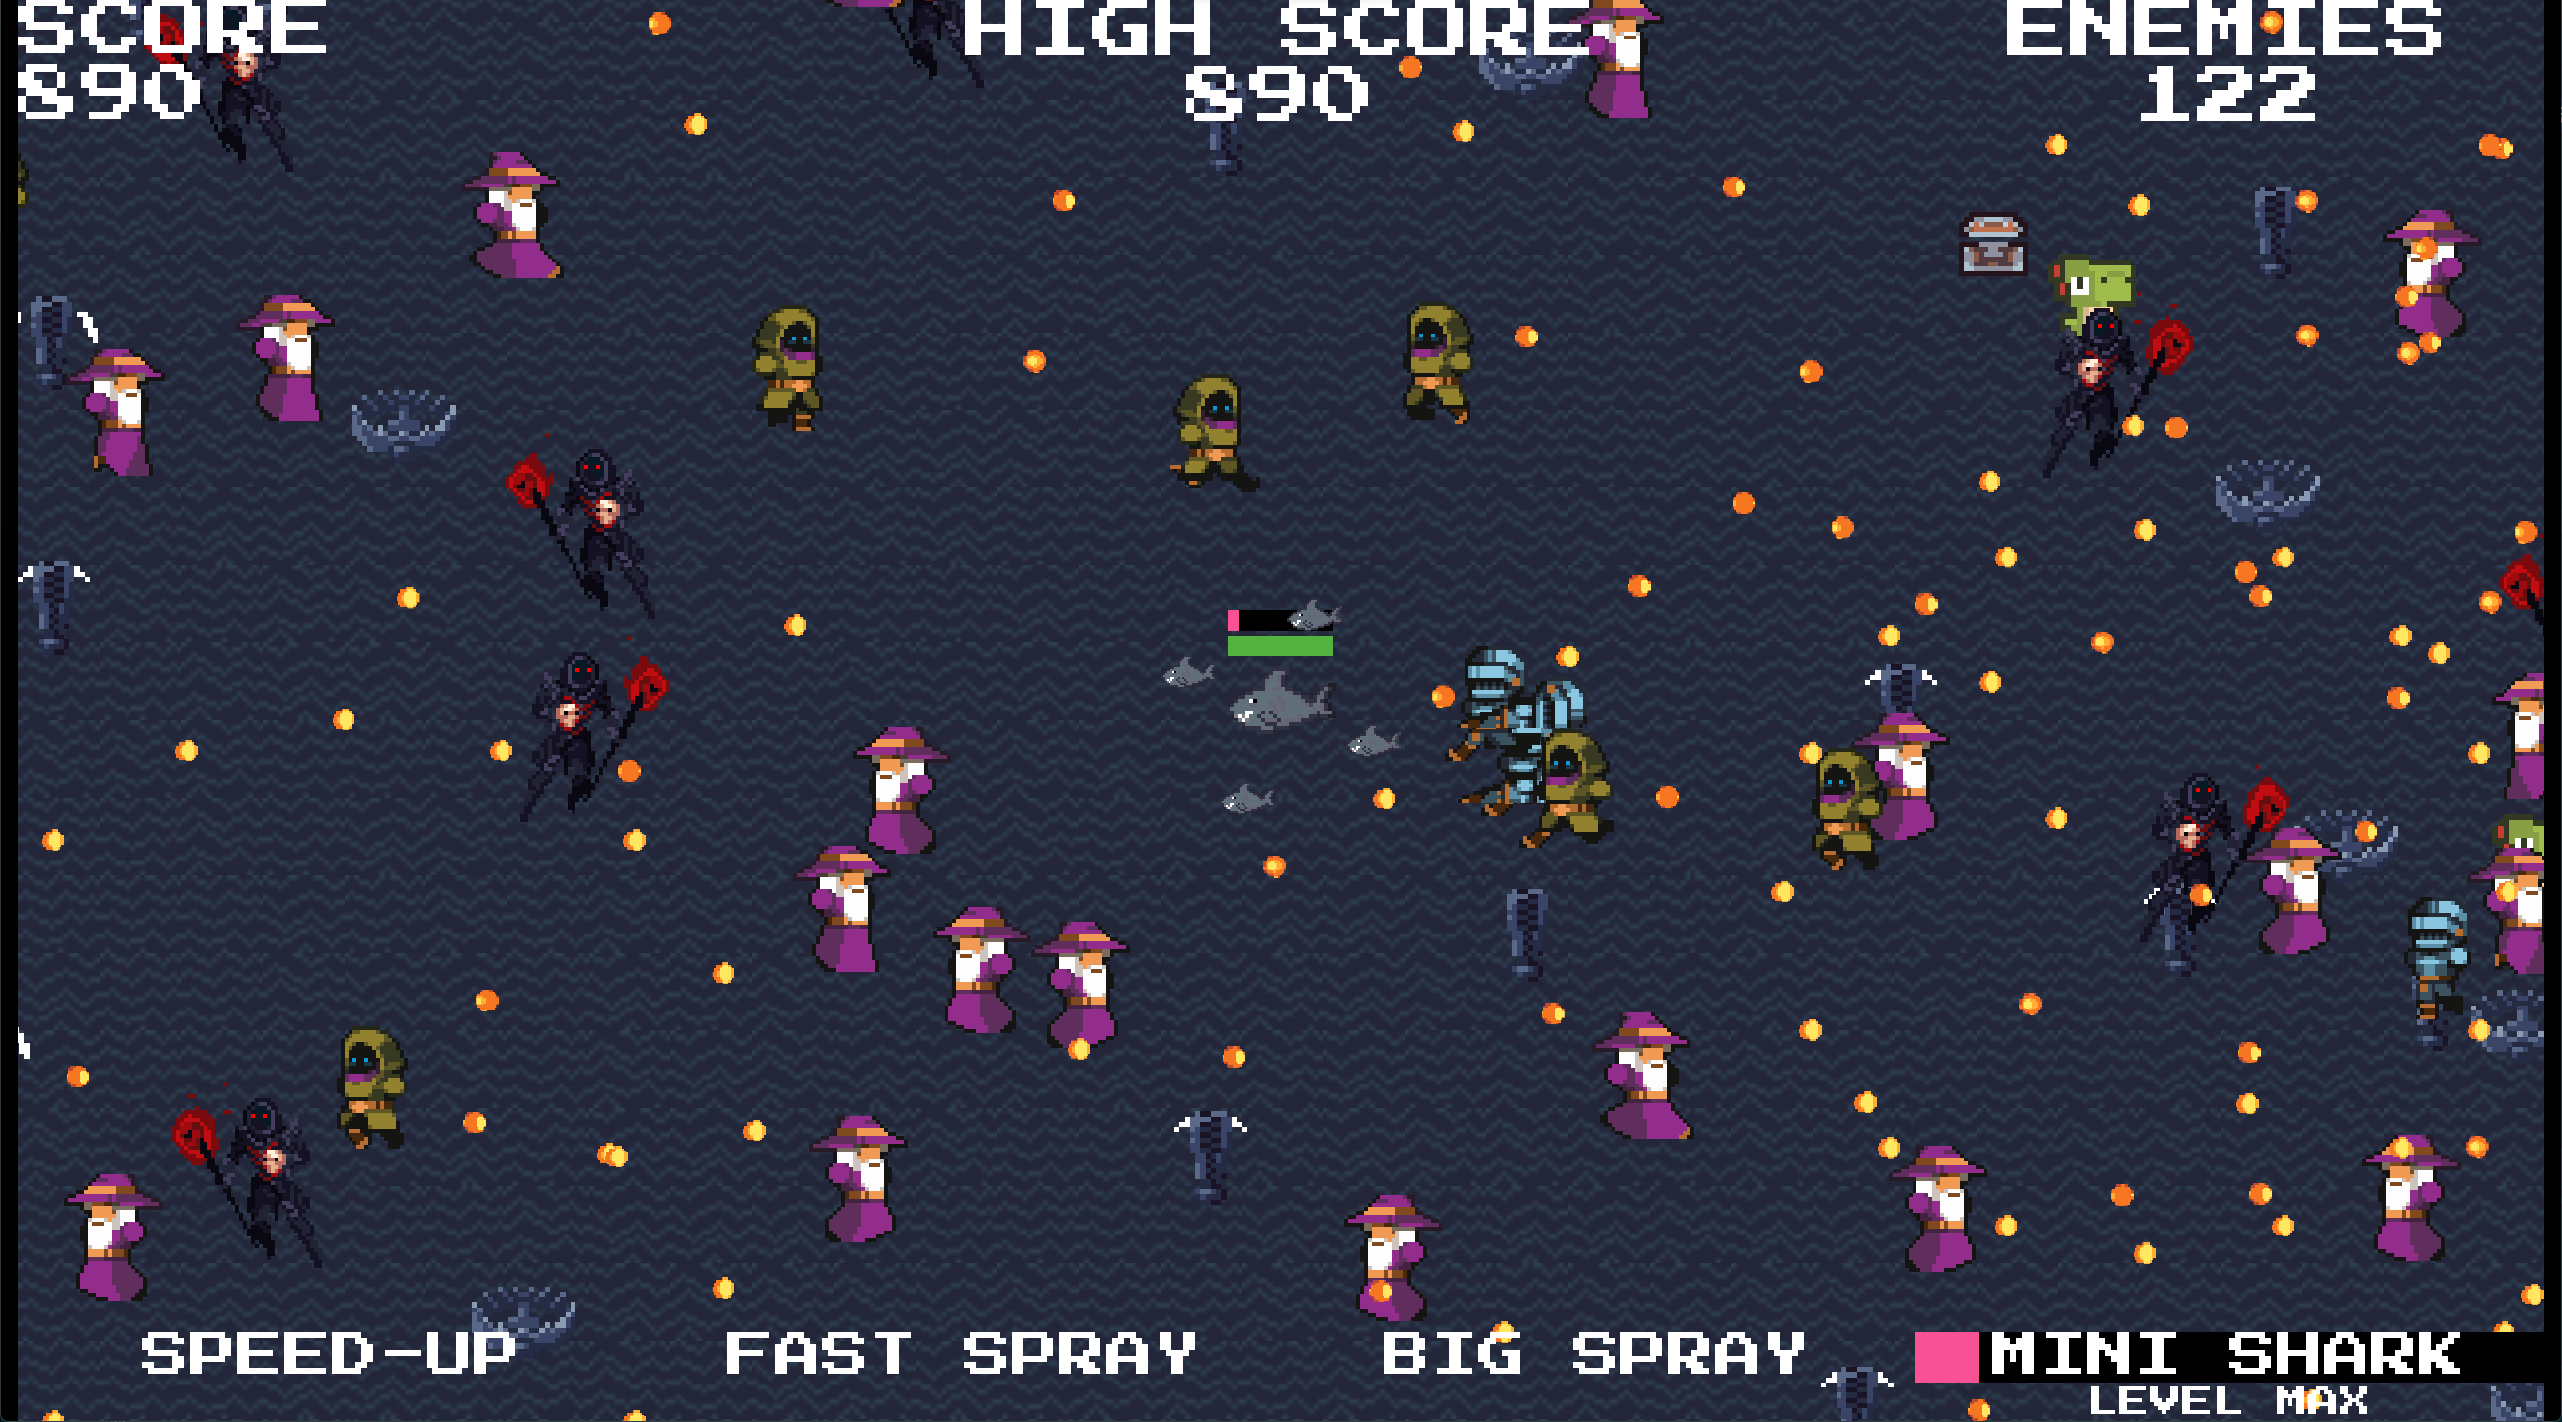 SCORE
890
HIGH SCORE
890
ENEMIES
122
SPEED-UP
FAST SPRAY
BIG SPRAY
MINI SHARK
LEVEL MAX